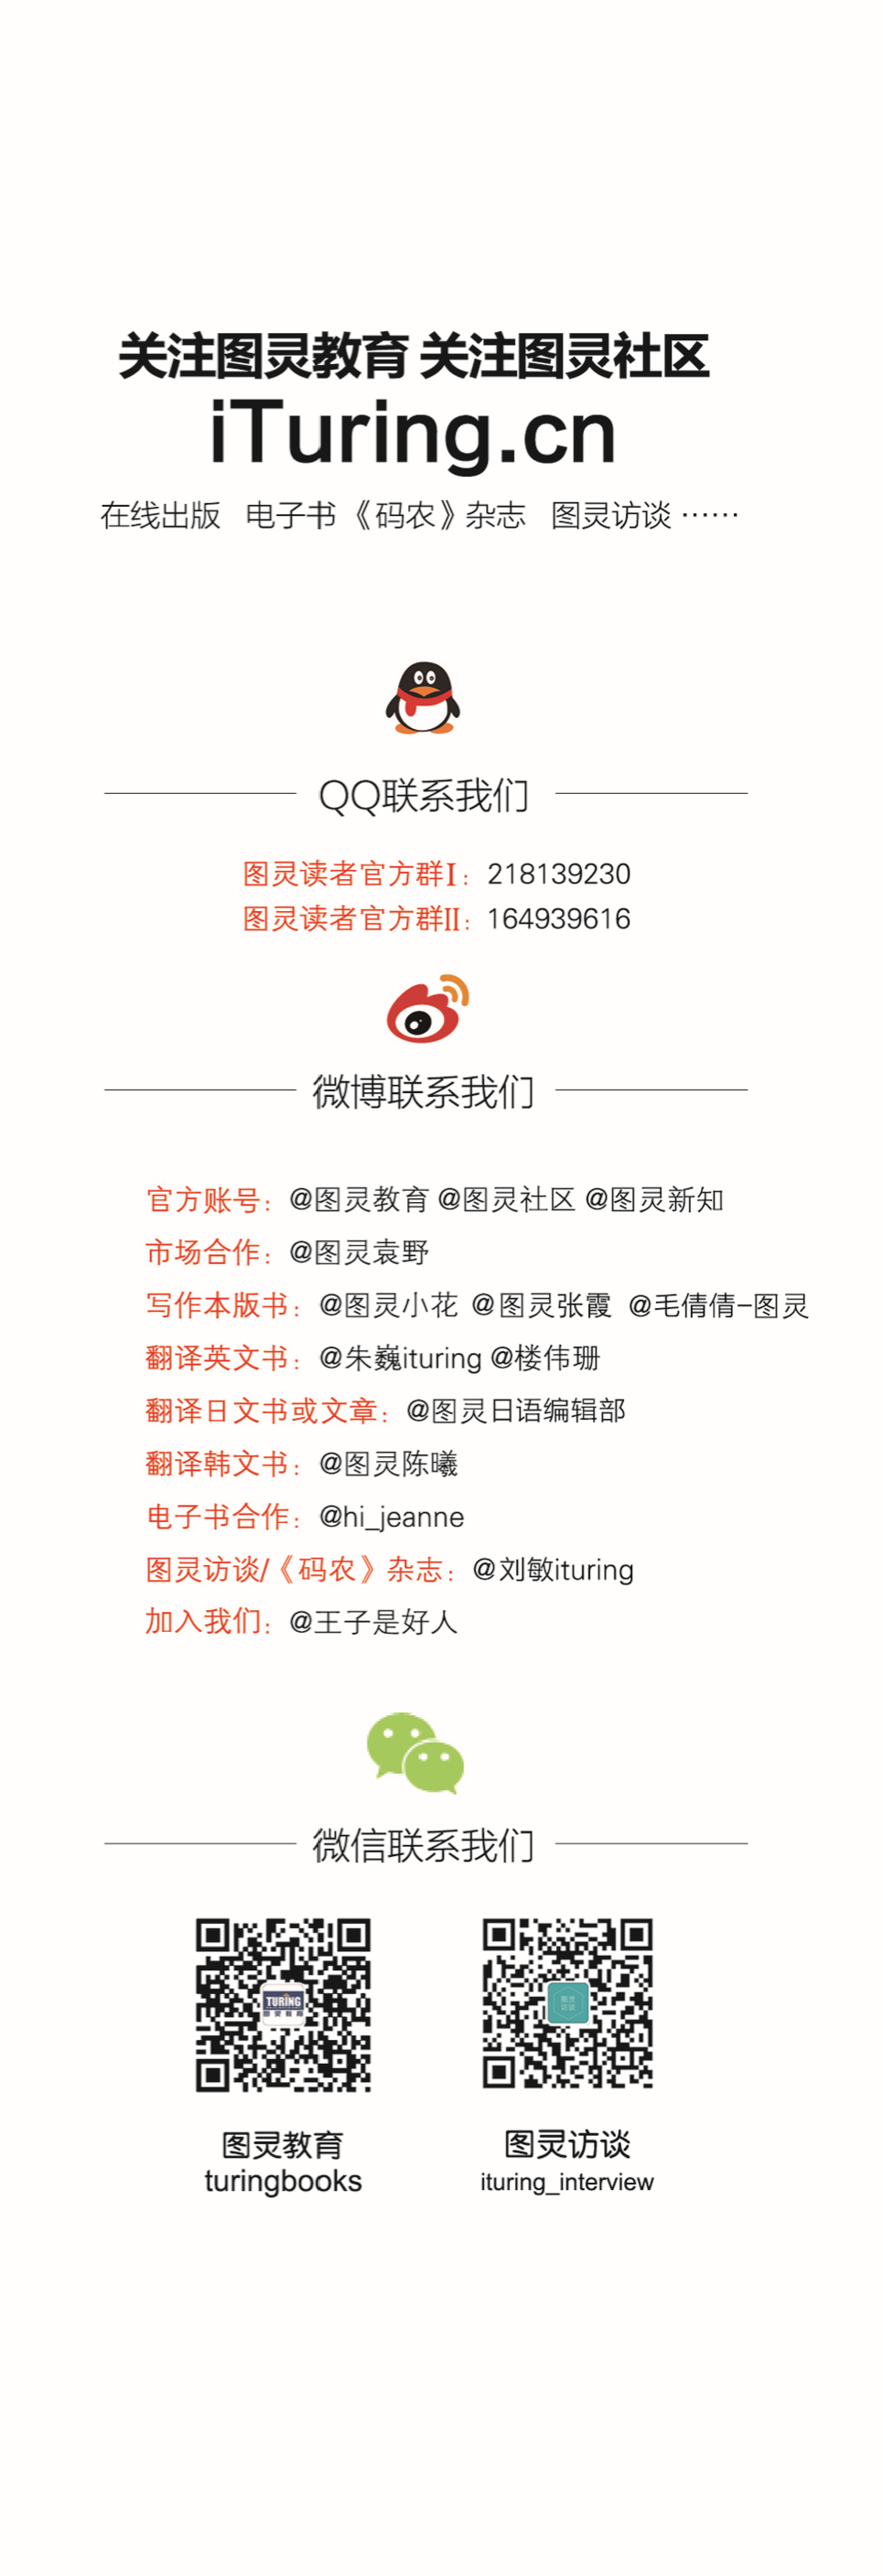 关注图灵教育 关注图灵社区
iTuring.cn
在线出版 电子书 《码农》杂志 图灵访谈 ……
QQ联系我们
图灵读者官方群I：218139230
图灵读者官方群II：164939616
微博联系我们
官方账号：@图灵教育 @图灵社区 @图灵新知
市场合作：@图灵袁野
写作本版书：@图灵小花 @图灵张霞 @毛倩倩-图灵
翻译英文书：@朱巍ituring @楼伟珊
翻译日文书或文章：@图灵日语编辑部
翻译韩文书：@图灵陈曦
电子书合作：@hi_jeanne
图灵访谈/《码农》杂志：@刘敏ituring
加入我们：@王子是好人
微信联系我们
TURING
图灵教育
图灵访谈
图灵教育
turingbooks
图灵访谈
ituring_interview